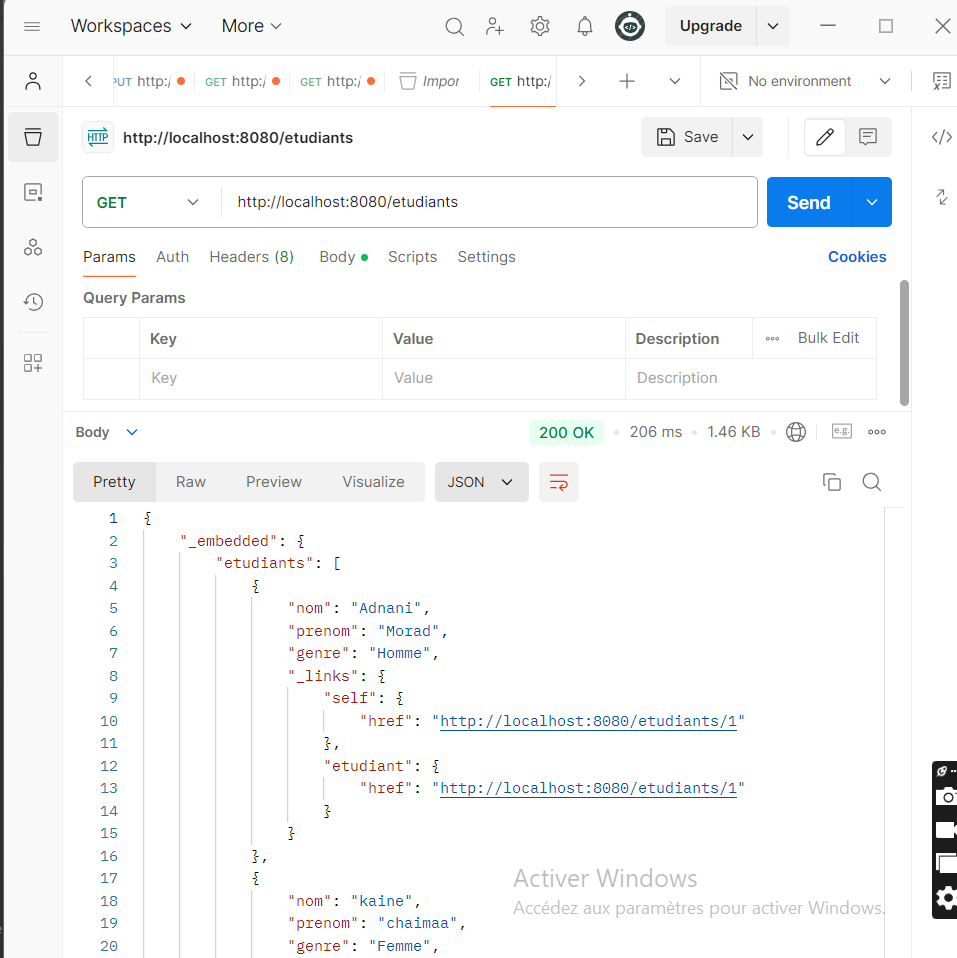 Workspaces More Upgrade
PUT http:/ GET http:/ GET http:/ Impor GET http:/ No environment
HTTP http://localhost:8080/etudiants Save
GET http://localhost:8080/etudiants Send
Params Auth Headers (8) Body Scripts Settings Cookies
Query Params
Key Value Description Bulk Edit
Key Value Description
Body 200 OK 206 ms 1.46 KB e.g.
Pretty Raw Preview Visualize JSON
1 {
2 "_embedded": {
3 "etudiants": [
4 {
5 "nom": "Adnani",
6 "prenom": "Morad",
7 "genre": "Homme",
8 "_links": {
9 "self": {
10 "href": "http://localhost:8080/etudiants/1"
11 },
12 "etudiant": {
13 "href": "http://localhost:8080/etudiants/1"
14 }
15 }
16 },
17 {
18 "nom": "kaine",
19 "prenom": "chaimaa",
20 "genre": "Femme",
Activer Windows
Accédez aux paramètres pour activer Windows.